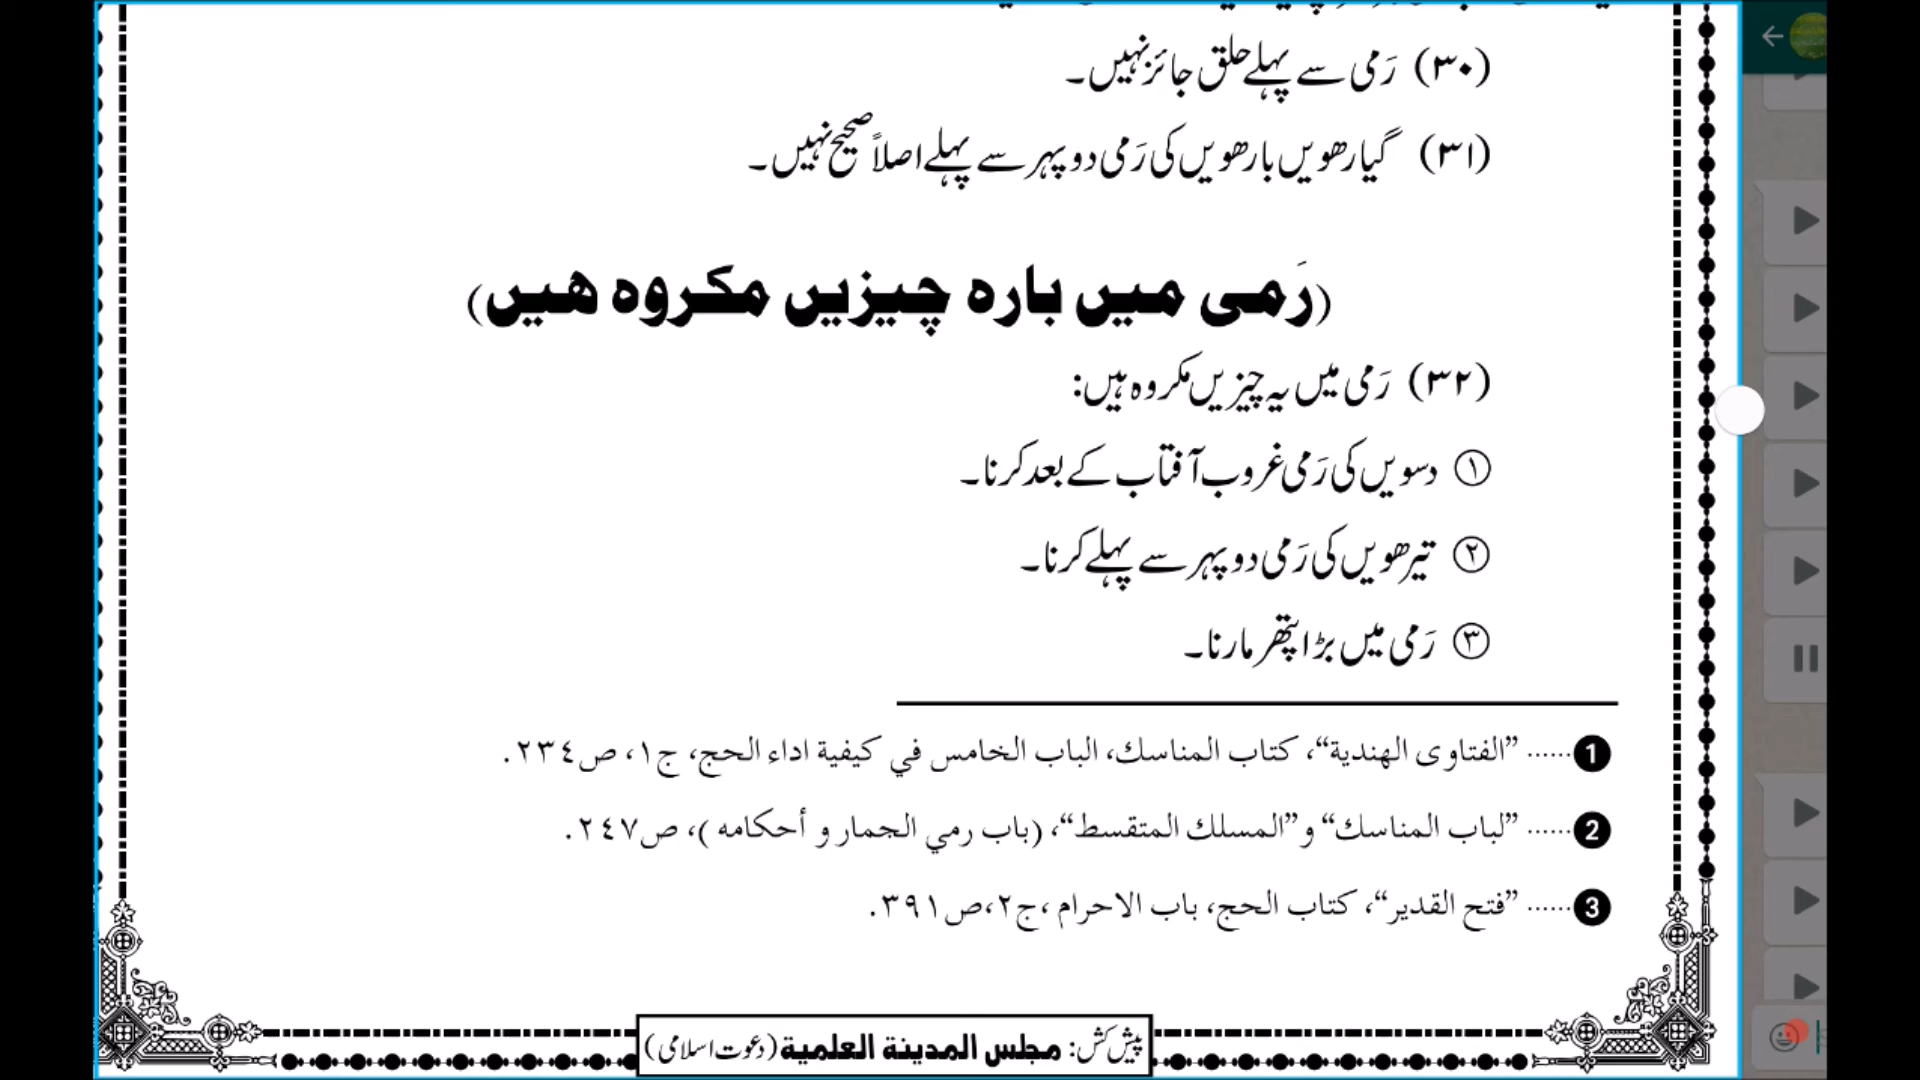 (۳۰) رَمی سے پہلے حلق جائز نہیں۔
(۳۱) گیارھویں بارھویں کی رَمی دوپہر سے پہلے اصلاً صحیح نہیں۔
(رَمی میں بارہ چیزیں مکروہ ھیں)
(۳۲) رَمی میں یہ چیزیں مکروہ ہیں:
① دسویں کی رَمی غروب آفتاب کے بعد کرنا۔
② تیرھویں کی رَمی دوپہر سے پہلے کرنا۔
③ رَمی میں بڑا پتھر مارنا۔
❶ ...... ”الفتاوى الهندية“، كتاب المناسك، الباب الخامس في كيفية اداء الحج، ج١، ص٢٣٤.
❷ ...... ”لباب المناسك“ و”المسلك المتقسط“، (باب رمي الجمار و أحكامه )، ص٢٤٧.
❸ ...... ”فتح القدير“، كتاب الحج، باب الاحرام ،ج٢،ص٣٩١.
پیش کش: مجلس المدينة العلمية (دعوت اسلامی)